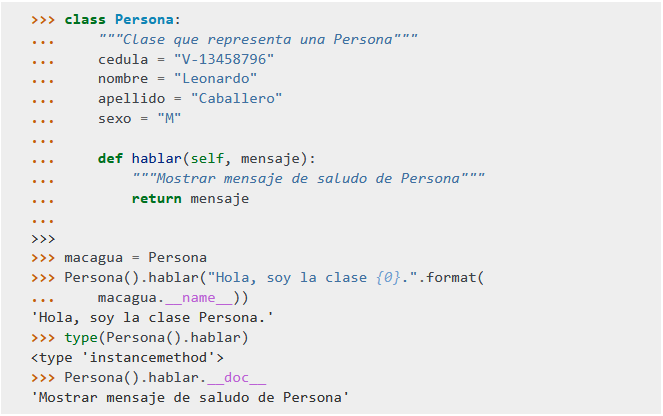 >>> class Persona:
...     """Clase que representa una Persona"""
...     cedula = "V-13458796"
...     nombre = "Leonardo"
...     apellido = "Caballero"
...     sexo = "M"
...
...     def hablar(self, mensaje):
...         """Mostrar mensaje de saludo de Persona"""
...         return mensaje
...
>>>
>>> macagua = Persona
>>> Persona().hablar("Hola, soy la clase {0}.".format(
...     macagua.__name__))
'Hola, soy la clase Persona.'
>>> type(Persona().hablar)
<type 'instancemethod'>
>>> Persona().hablar.__doc__
'Mostrar mensaje de saludo de Persona'